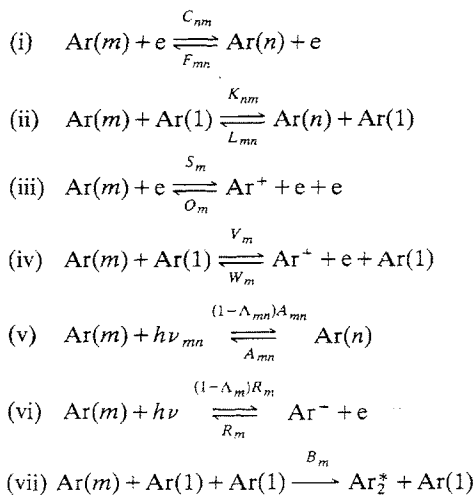 (i) Ar(m) + e ⇌ Ar(n) + e   [C_nm / F_mn]
(ii) Ar(m) + Ar(1) ⇌ Ar(n) + Ar(1)   [K_nm / L_mn]
(iii) Ar(m) + e ⇌ Ar⁺ + e + e   [S_m / O_m]
(iv) Ar(m) + Ar(1) ⇌ Ar⁺ + e + Ar(1)   [V_m / W_m]
(v) Ar(m) + hν_mn ⇌ Ar(n)   [(1−Λ_mn)A_mn / A_mn]
(vi) Ar(m) + hν ⇌ Ar⁻ + e   [(1−Λ_m)R_m / R_m]
(vii) Ar(m) + Ar(1) + Ar(1) → Ar₂* + Ar(1)   [B_m]